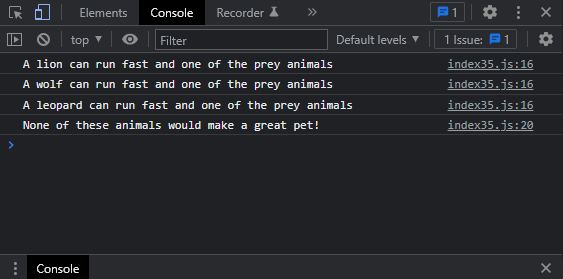 Elements Console Recorder
1
top Filter Default levels 1 Issue: 1
A lion can run fast and one of the prey animals index35.js:16
A wolf can run fast and one of the prey animals index35.js:16
A leopard can run fast and one of the prey animals index35.js:16
None of these animals would make a great pet! index35.js:20
Console